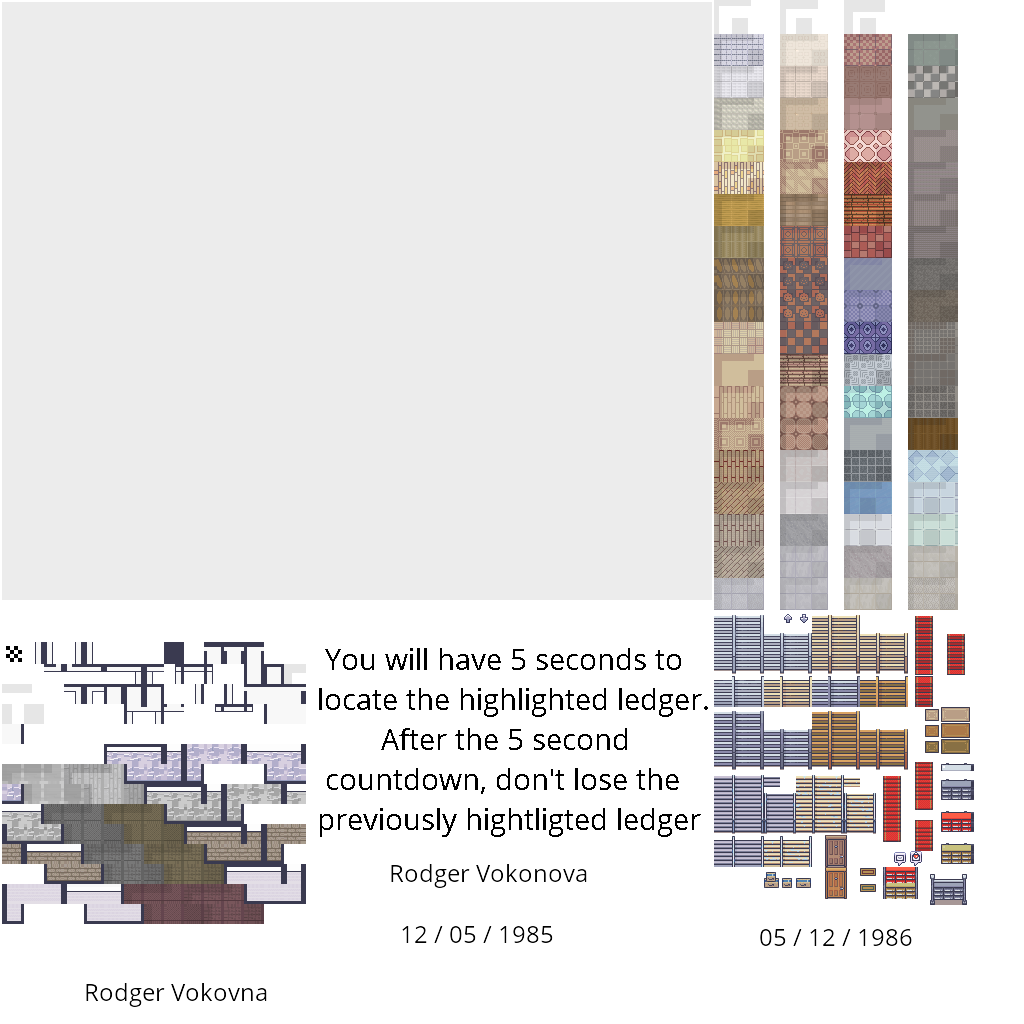 You will have 5 seconds to
locate the highlighted ledger.
After the 5 second
countdown, don't lose the
previously hightligted ledger
Rodger Vokonova
12 / 05 / 1985
05 / 12 / 1986
Rodger Vokovna